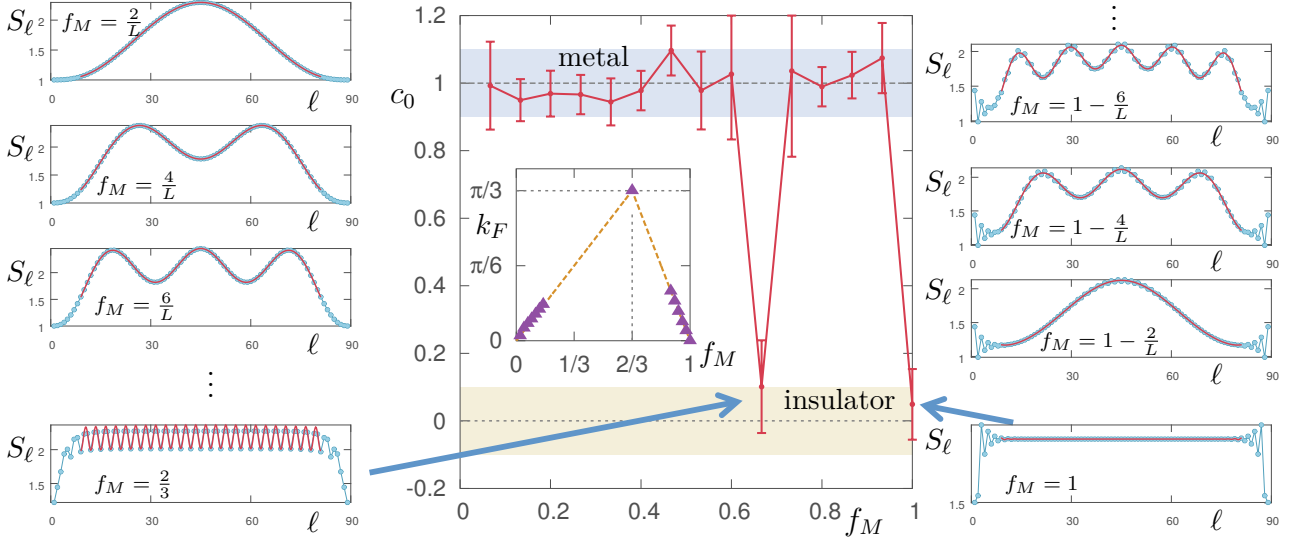 S_ℓ
2
1.5
1
f_M = 2/L
0
30
60
90
ℓ
S_ℓ
2
1.5
1
f_M = 4/L
0
30
60
90
ℓ
S_ℓ
2
1.5
1
f_M = 6/L
0
30
60
90
ℓ
⋮
S_ℓ
2
1.5
f_M = 2/3
0
30
60
90
ℓ
c_0
1.2
1
0.8
0.6
0.4
0.2
0
-0.2
metal
insulator
0
0.2
0.4
0.6
0.8
f_M
1
π/3
k_F
π/6
0
0
1/3
2/3
f_M
1
⋮
S_ℓ
2
1.5
1
f_M = 1 − 6/L
0
30
60
90
ℓ
S_ℓ
2
1.5
1
f_M = 1 − 4/L
0
30
60
90
ℓ
S_ℓ
2
1.5
1
f_M = 1 − 2/L
0
30
60
90
ℓ
S_ℓ
2
1.5
f_M = 1
0
30
60
90
ℓ